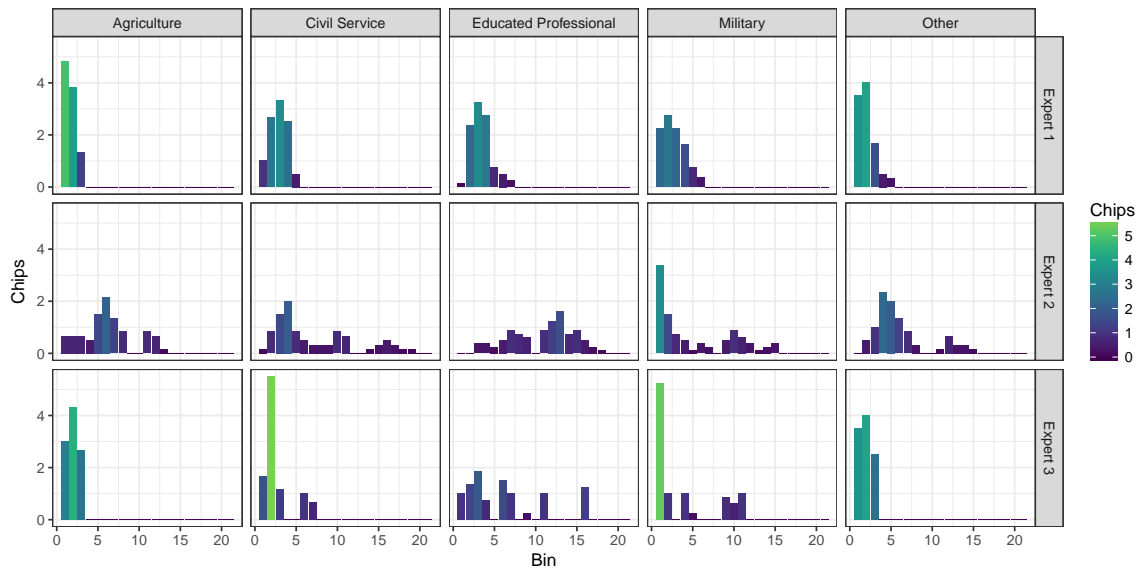 Agriculture Civil Service Educated Professional Military Other
Expert 1
4
2
0
Expert 2
4
2
0
Expert 3
4
2
0
Chips
0 5 10 15 20 0 5 10 15 20 0 5 10 15 20 0 5 10 15 20 0 5 10 15 20
Bin
Chips
5
4
3
2
1
0